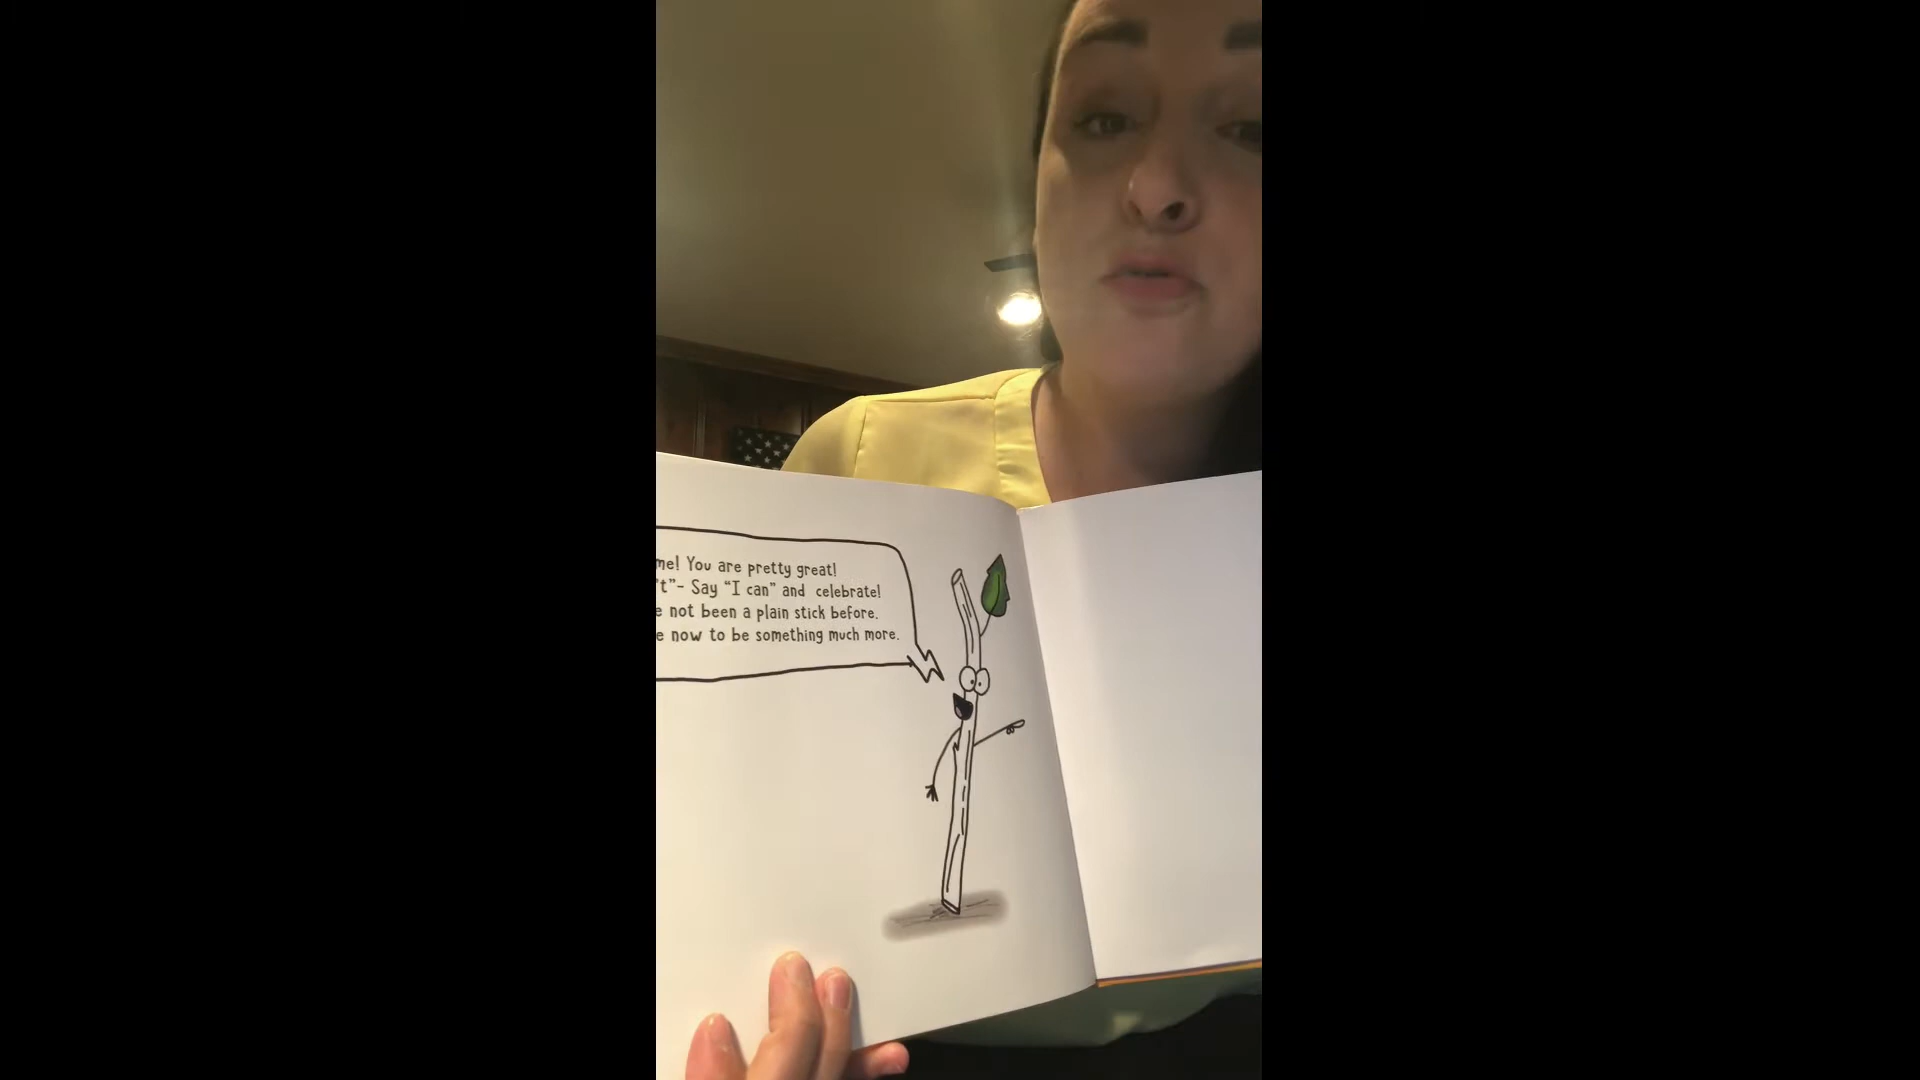 me! You are pretty great!
't"- Say "I can" and celebrate!
e not been a plain stick before.
e now to be something much more.